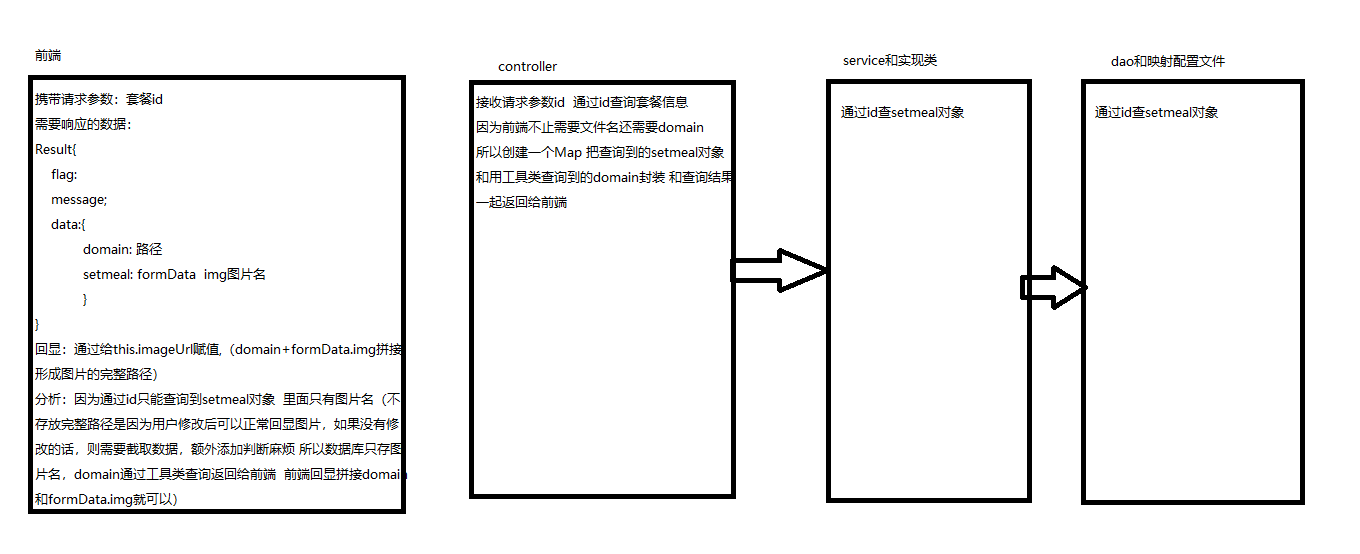 前端
携带请求参数：套餐id
需要响应的数据：
Result{
flag:
message;
data:{
domain: 路径
setmeal: formData  img图片名
}
}
回显：通过给this.imageUrl赋值,（domain+formData.img拼接
形成图片的完整路径）
分析：因为通过id只能查询到setmeal对象  里面只有图片名（不
存放完整路径是因为用户修改后可以正常回显图片，如果没有修
改的话，则需要截取数据，额外添加判断麻烦 所以数据库只存图
片名，domain通过工具类查询返回给前端  前端回显拼接domain
和formData.img就可以）
controller
接收请求参数id  通过id查询套餐信息
因为前端不止需要文件名还需要domain
所以创建一个Map 把查询到的setmeal对象
和用工具类查询到的domain封装 和查询结果
一起返回给前端
service和实现类
通过id查setmeal对象
dao和映射配置文件
通过id查setmeal对象